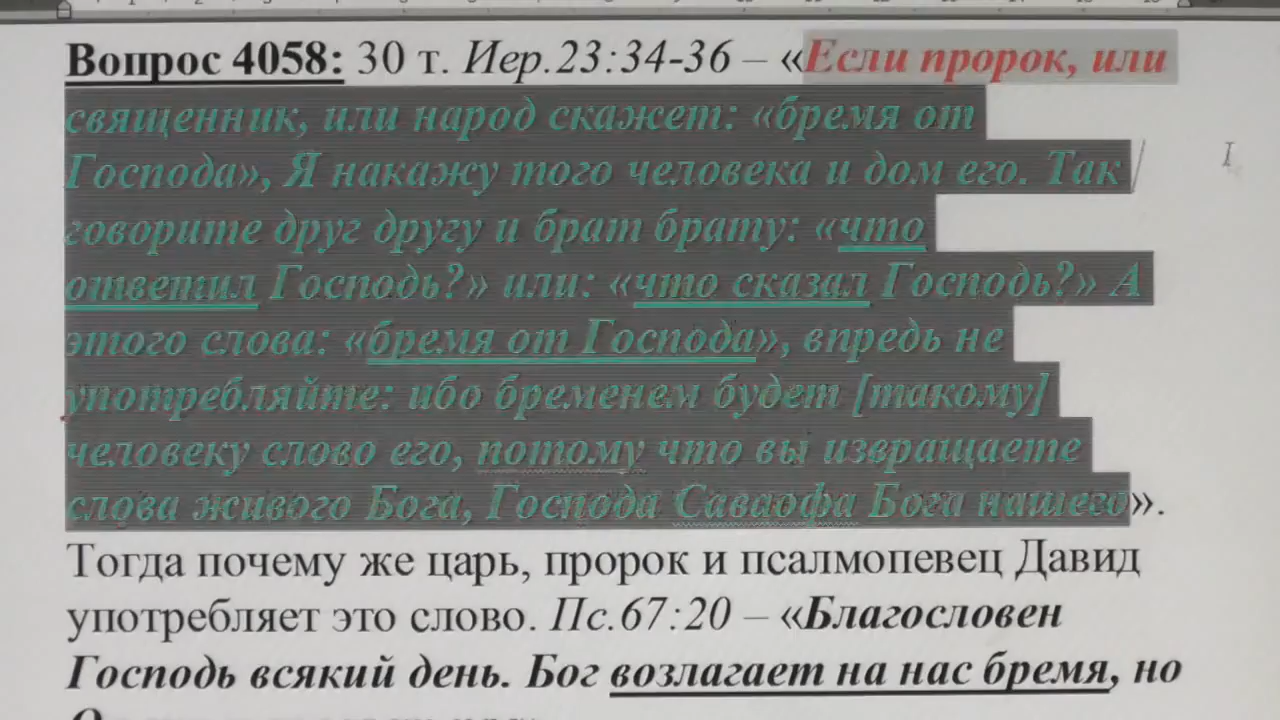 Вопрос 4058: 30 т. Иер.23:34-36 – «Если пророк, или
священник, или народ скажет: «бремя от
Господа», Я накажу того человека и дом его. Так
говорите друг другу и брат брату: «что
ответил Господь?» или: «что сказал Господь?» А
этого слова: «бремя от Господа», впредь не
употребляйте: ибо бременем будет [такому]
человеку слово его, потому что вы извращаете
слова живого Бога, Господа Саваофа Бога нашего».
Тогда почему же царь, пророк и псалмопевец Давид
употребляет это слово. Пс.67:20 – «Благословен
Господь всякий день. Бог возлагает на нас бремя, но